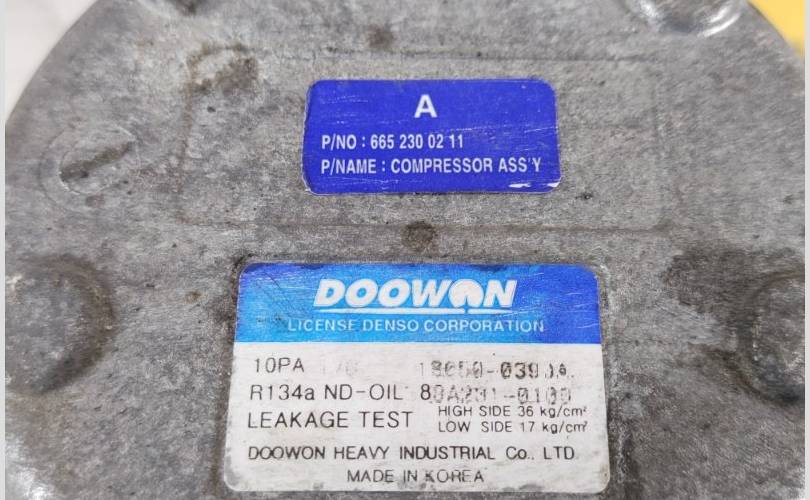 A
P/NO : 665 230 02 11
P/NAME : COMPRESSOR ASS'Y
DOOWON
LICENSE DENSO CORPORATION
10PA
R134a ND-OIL 8
LEAKAGE TEST HIGH SIDE 36 kg/cm²
LOW SIDE 17 kg/cm²
DOOWON HEAVY INDUSTRIAL Co., LTD.
MADE IN KOREA